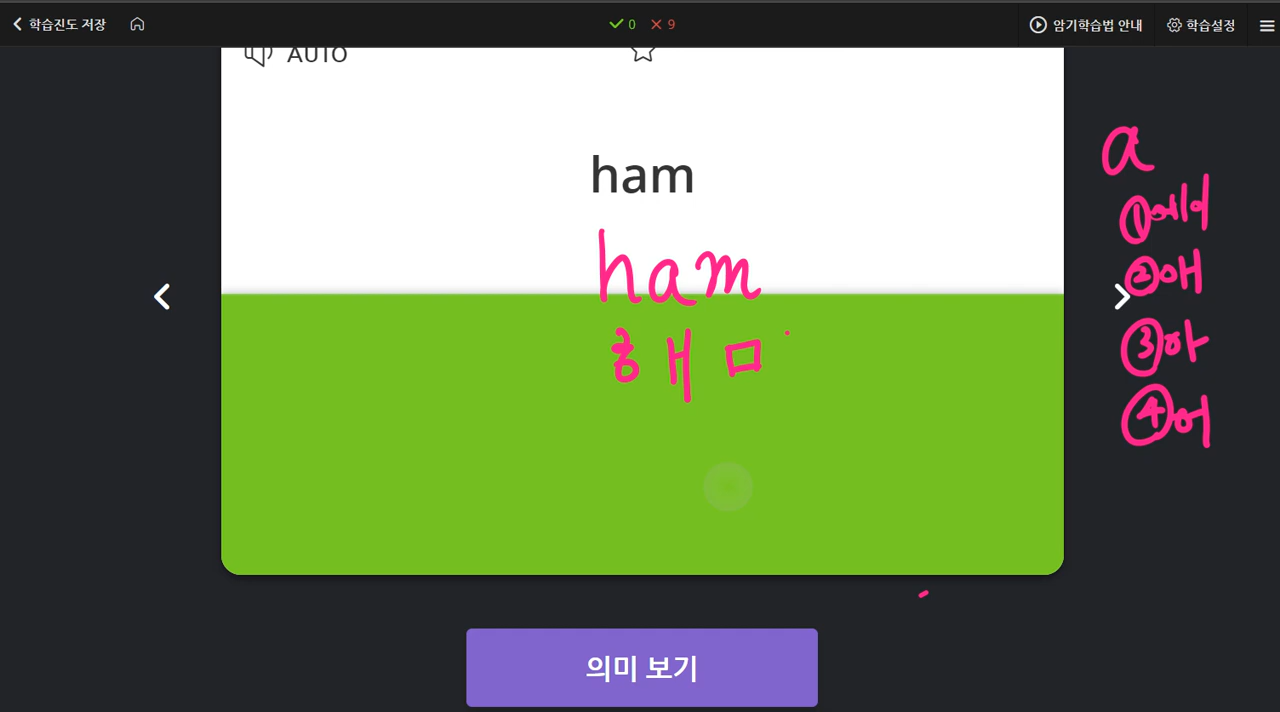 학습진도 저장 0 9 암기학습법 안내 학습설정
AUTO
ham
ham
해ㅁ
a
①에이
②애
③아
④어
의미 보기